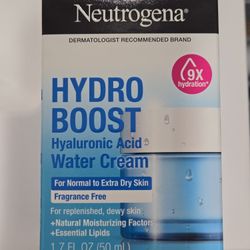 Neutrogena®
DERMATOLOGIST RECOMMENDED BRAND
9X
hydration*
HYDRO
BOOST
Hyaluronic Acid
Water Cream
For Normal to Extra Dry Skin
Fragrance Free
For replenished, dewy skin
+Natural Moisturizing Factors
+Essential Lipids
1.7 FL OZ (50 mL)